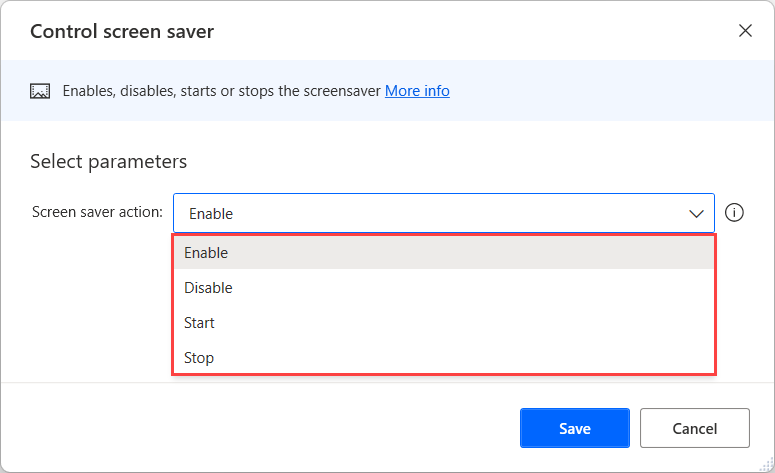 Control screen saver
Enables, disables, starts or stops the screensaver More info
Select parameters
Screen saver action: Enable
Enable
Disable
Start
Stop
Save Cancel